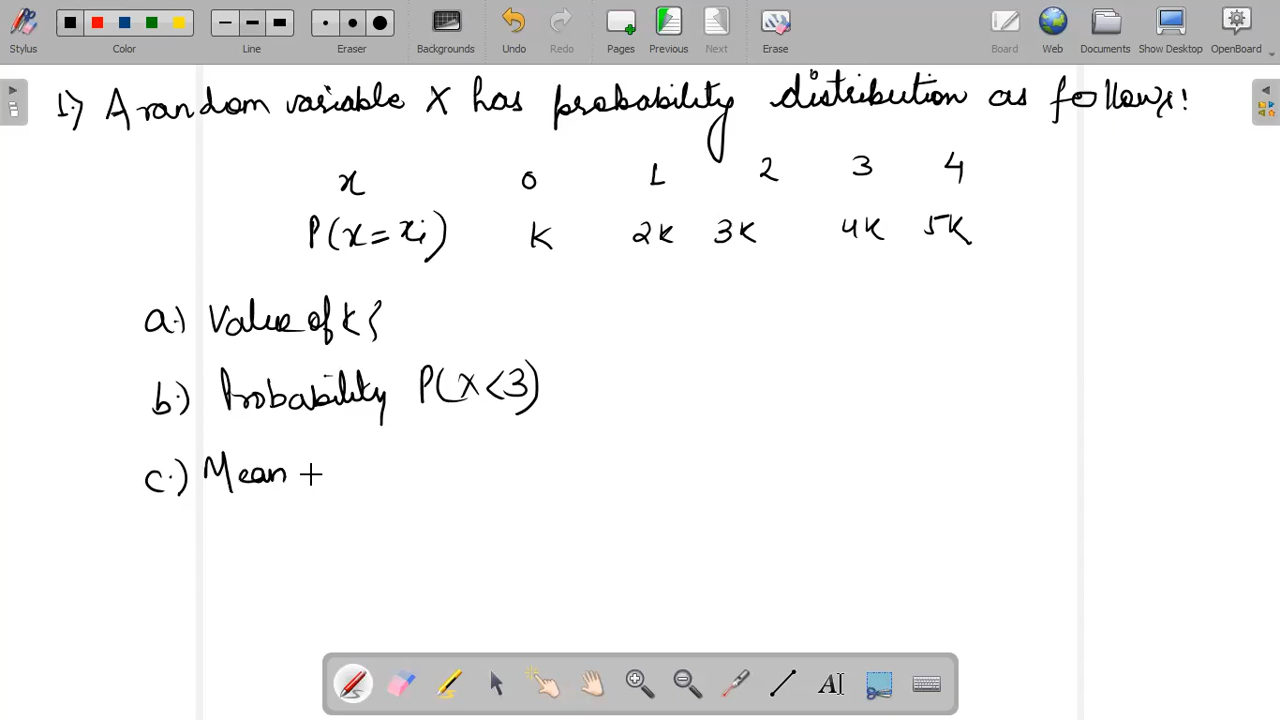 Stylus Color Line Eraser Backgrounds Undo Redo Pages Previous Next Erase Board Web Documents Show Desktop OpenBoard
1.) A random variable X has probability distribution as follows:
x 0 1 2 3 4
P(x=xi) K 2K 3K 4K 5K
a.) Value of K
b.) Probability P(X<3)
c.) Mean +